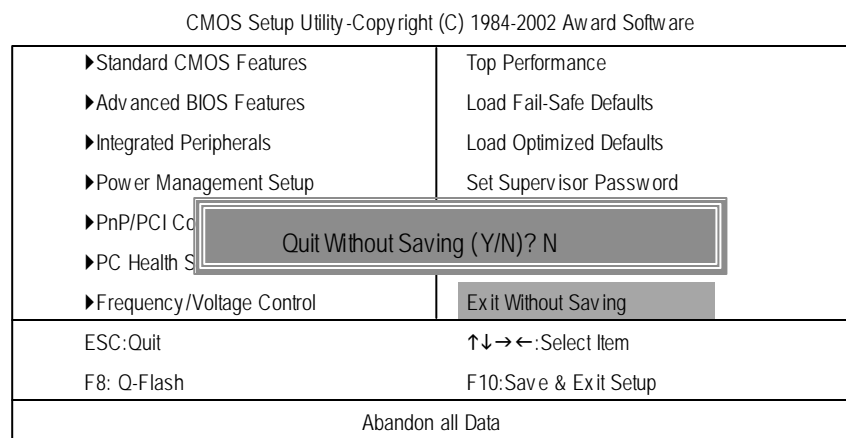 CMOS Setup Utility-Copyright (C) 1984-2002 Award Software
▶Standard CMOS Features
Top Performance
▶Advanced BIOS Features
Load Fail-Safe Defaults
▶Integrated Peripherals
Load Optimized Defaults
▶Power Management Setup
Set Supervisor Password
▶PnP/PCI
Quit Without Saving (Y/N)? N
▶PC Health
▶Frequency/Voltage Control
Exit Without Saving
ESC:Quit
↑↓→←:Select Item
F8: Q-Flash
F10:Save & Exit Setup
Abandon all Data